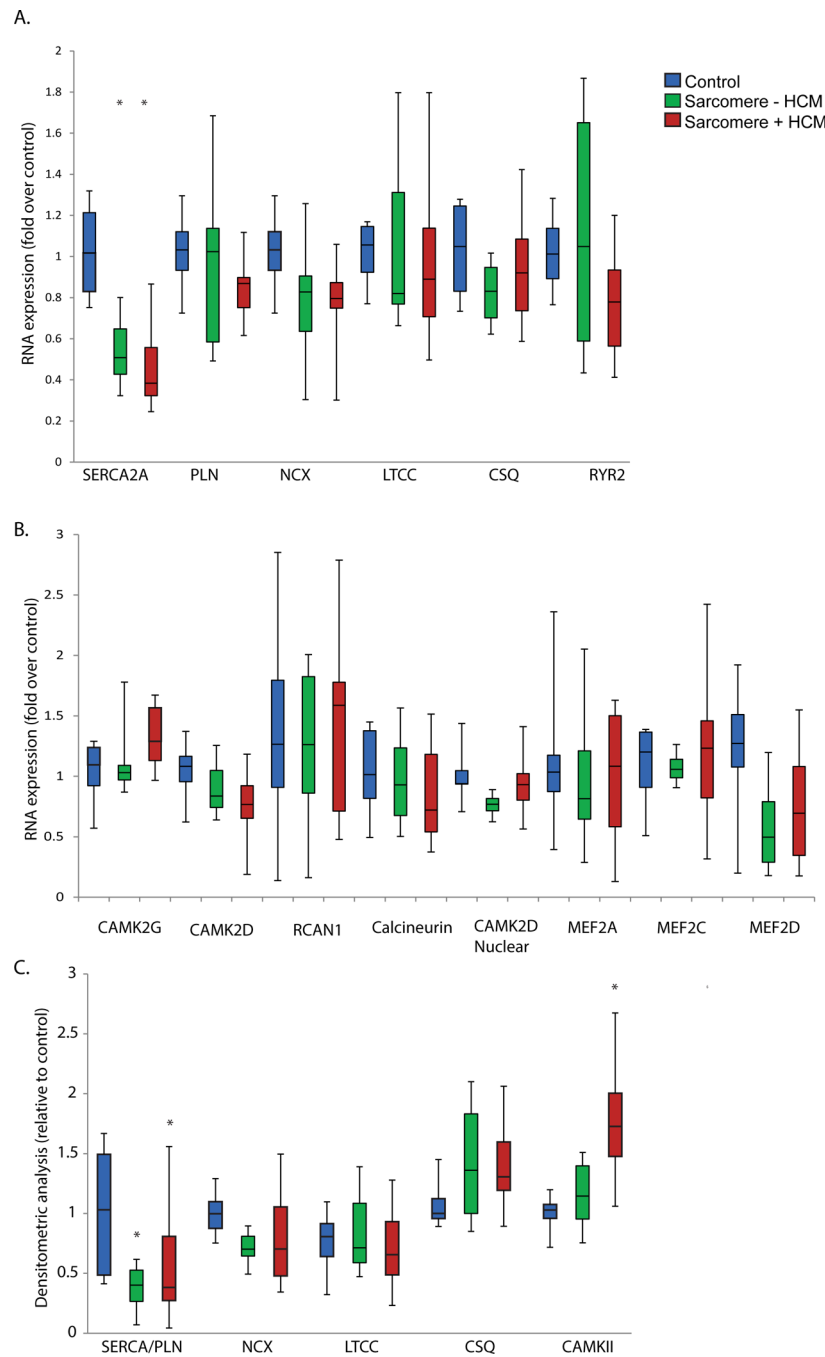 A.
2
1.8
1.6
1.4
1.2
1
0.8
0.6
0.4
0.2
0
RNA expression (fold over control)
* *
Control
Sarcomere - HCM
Sarcomere + HCM
SERCA2A PLN NCX LTCC CSQ RYR2
B.
3
2.5
2
1.5
1
0.5
0
RNA expression (fold over control)
CAMK2G CAMK2D RCAN1 Calcineurin CAMK2D MEF2A MEF2C MEF2D
Nuclear
C.
3
2.5
2
1.5
1
0.5
0
Densitometric analysis (relative to control)
*
*
*
SERCA/PLN NCX LTCC CSQ CAMKII